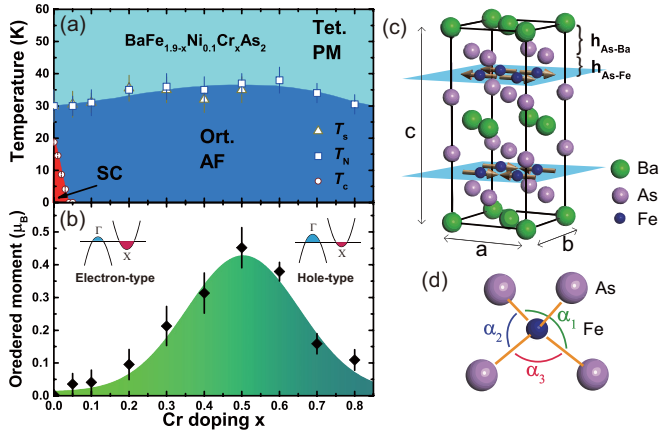 (a)
BaFe1.9-xNi0.1CrxAs2
Tet.
PM
Ort.
AF
SC
Ts
TN
Tc
Temperature (K)
70
60
50
40
30
20
10
0
(b)
Γ
X
Electron-type
Γ
X
Hole-type
Oredered moment (μB)
0.5
0.4
0.3
0.2
0.1
0.0
0.0 0.1 0.2 0.3 0.4 0.5 0.6 0.7 0.8
Cr doping x
(c)
hAs-Ba
hAs-Fe
c
a
b
Ba
As
Fe
(d)
As
Fe
α1
α2
α3